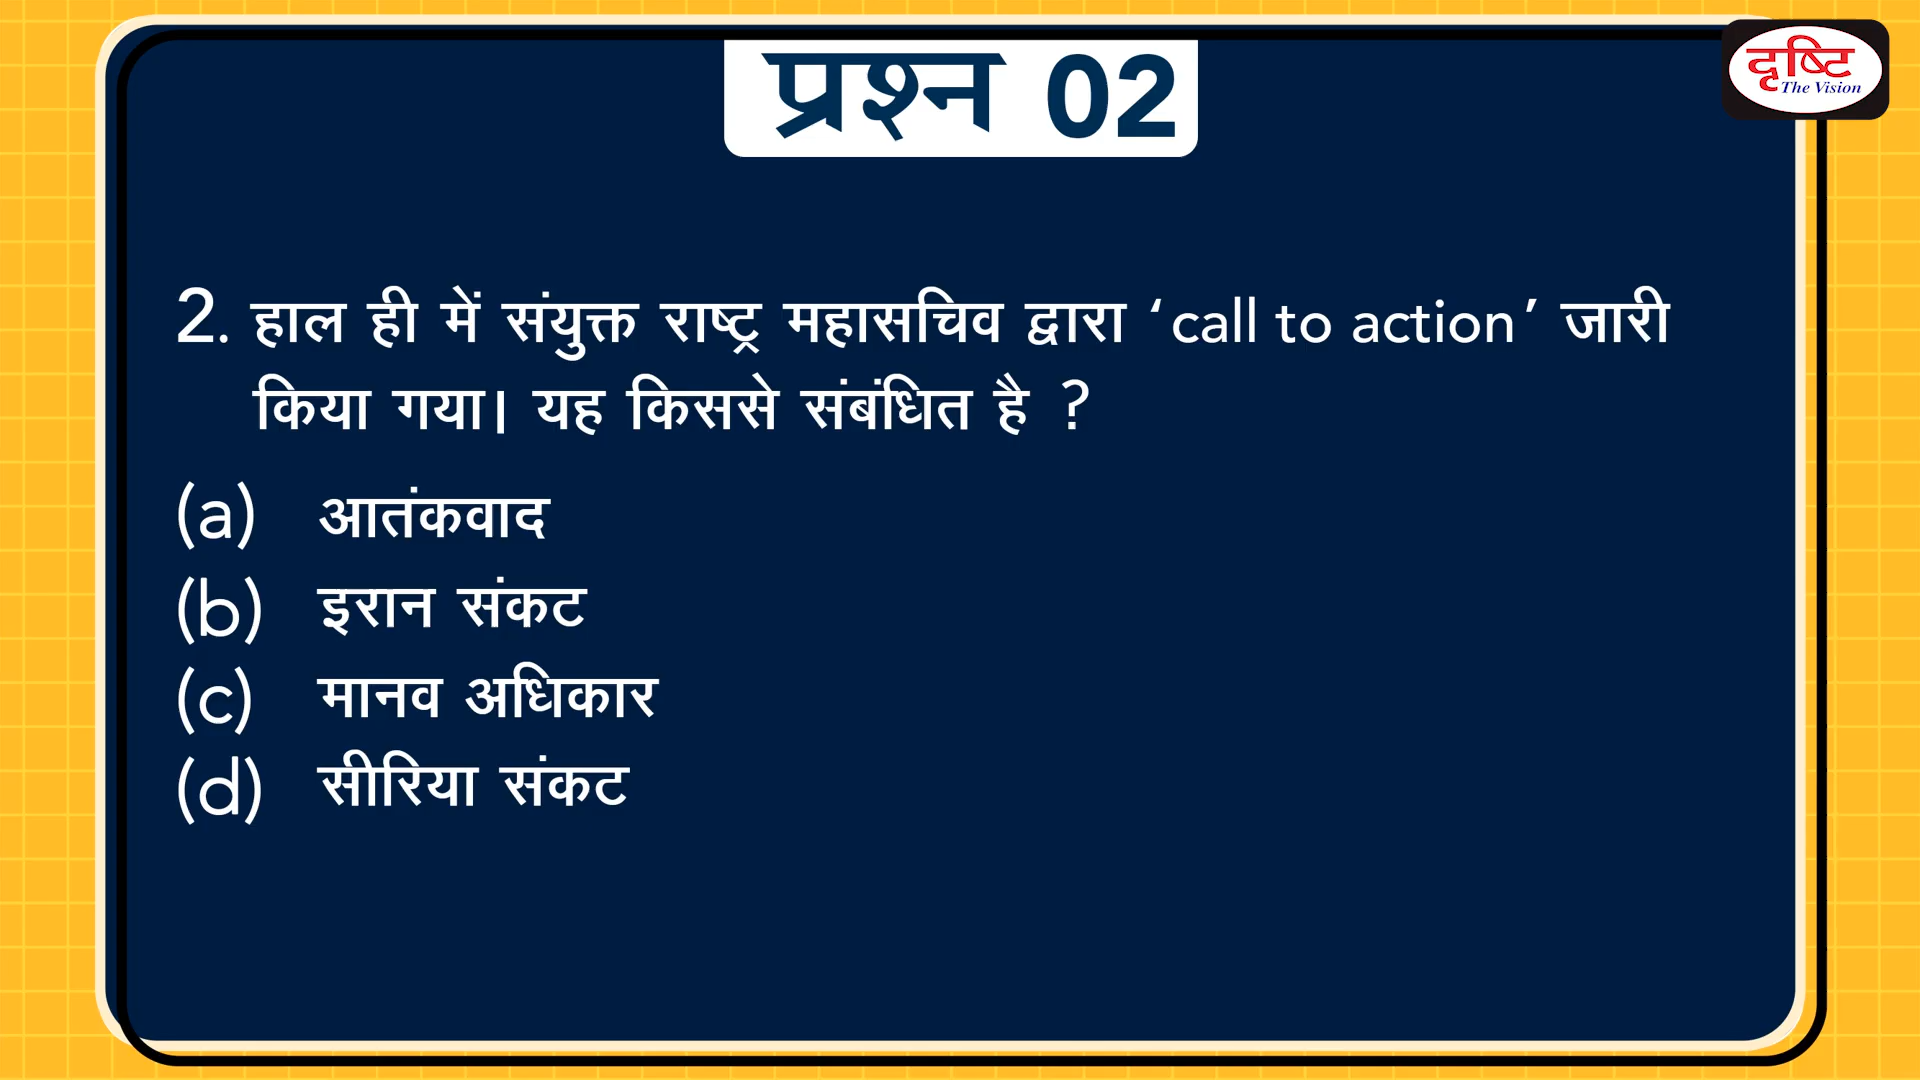 प्रश्न 02
दृष्टि
The Vision
2. हाल ही में संयुक्त राष्ट्र महासचिव द्वारा ‘call to action’ जारी
किया गया। यह किससे संबंधित है ?
(a) आतंकवाद
(b) इरान संकट
(c) मानव अधिकार
(d) सीरिया संकट